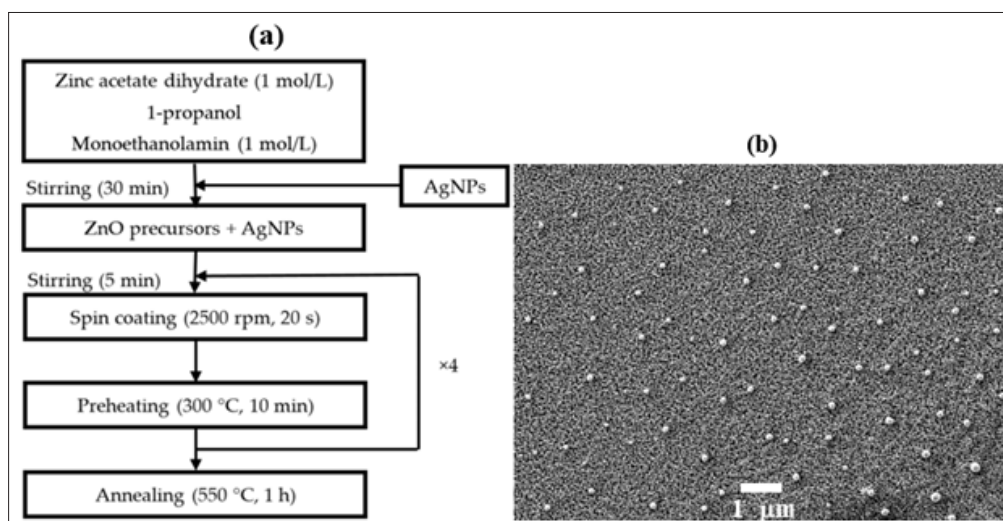 (a)
Zinc acetate dihydrate (1 mol/L)
1-propanol
Monoethanolamin (1 mol/L)
Stirring (30 min)
AgNPs
ZnO precursors + AgNPs
Stirring (5 min)
Spin coating (2500 rpm, 20 s)
×4
Preheating (300 °C, 10 min)
Annealing (550 °C, 1 h)
(b)
1 μm